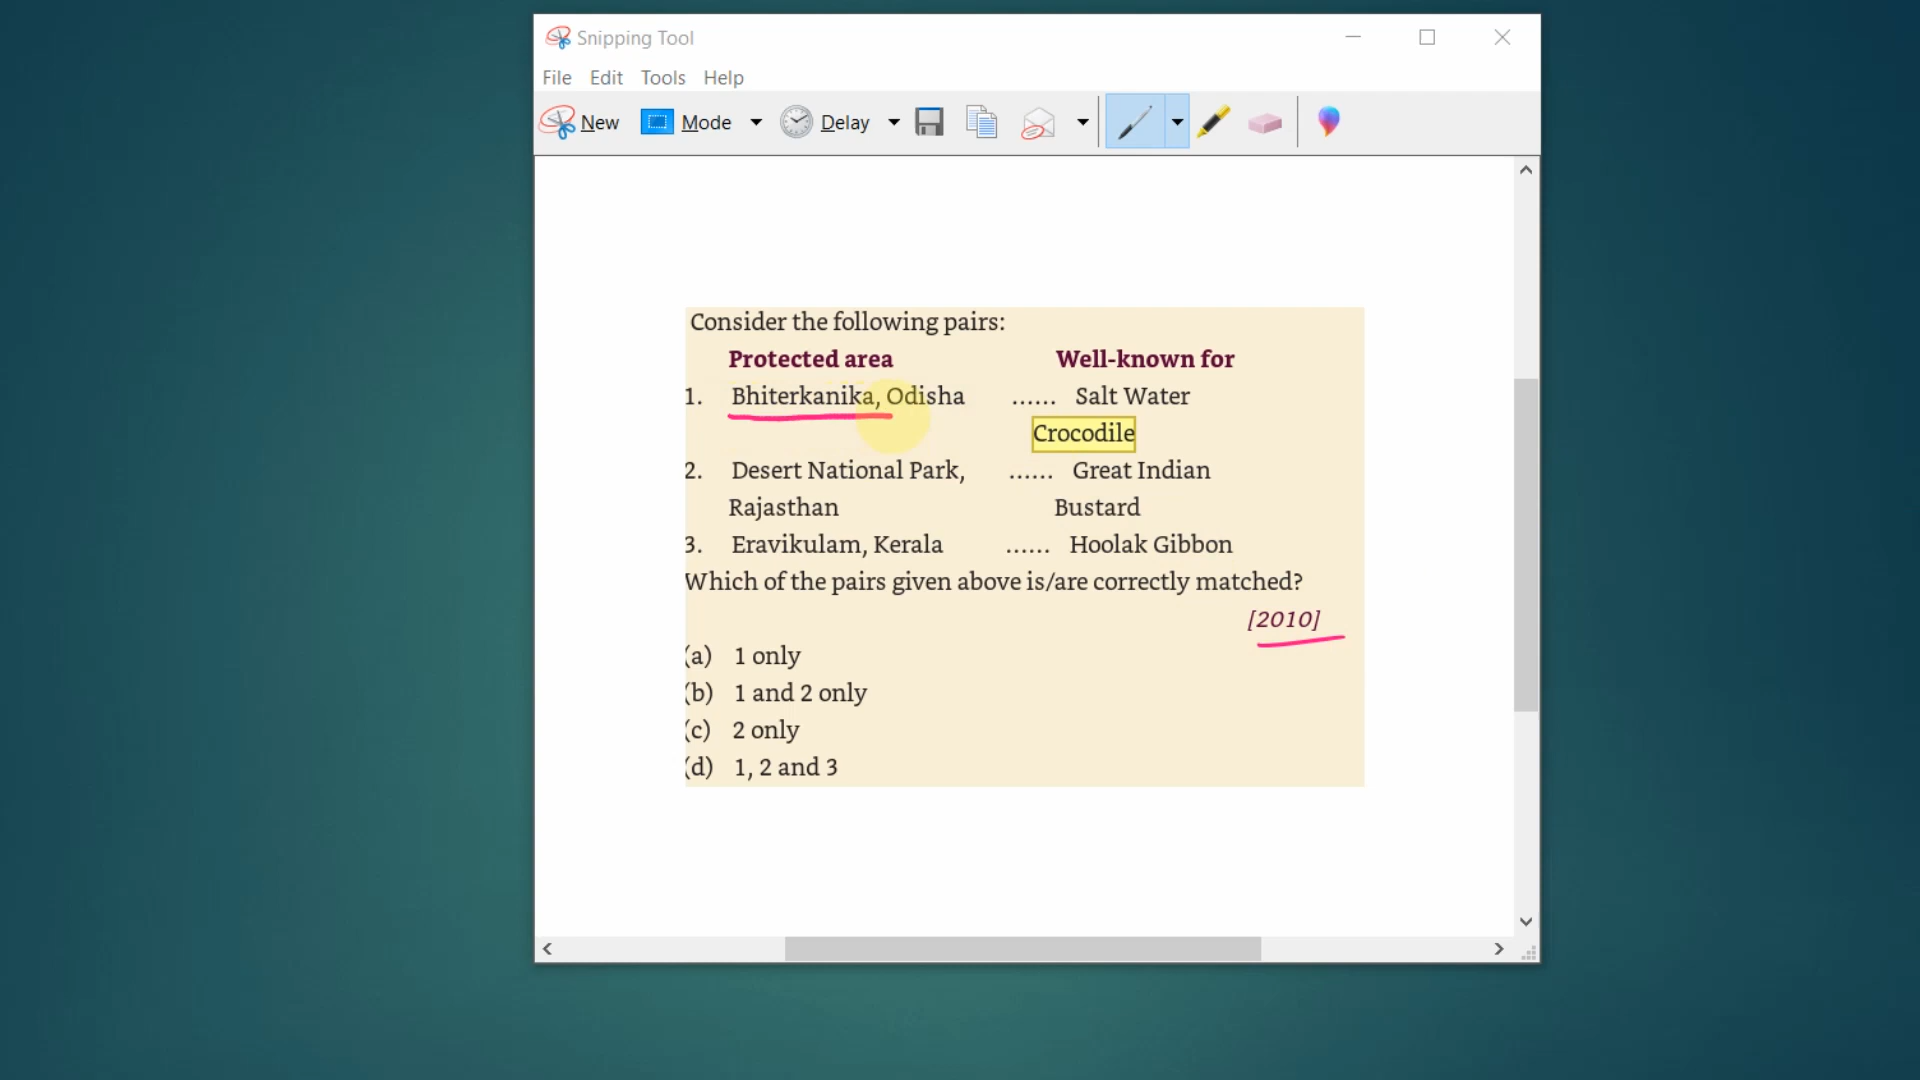 Snipping Tool
File Edit Tools Help
New Mode Delay
Consider the following pairs:
Protected area Well-known for
1. Bhiterkanika, Odisha ...... Salt Water
Crocodile
2. Desert National Park, ...... Great Indian
Rajasthan Bustard
3. Eravikulam, Kerala ...... Hoolak Gibbon
Which of the pairs given above is/are correctly matched?
[2010]
(a) 1 only
(b) 1 and 2 only
(c) 2 only
(d) 1, 2 and 3